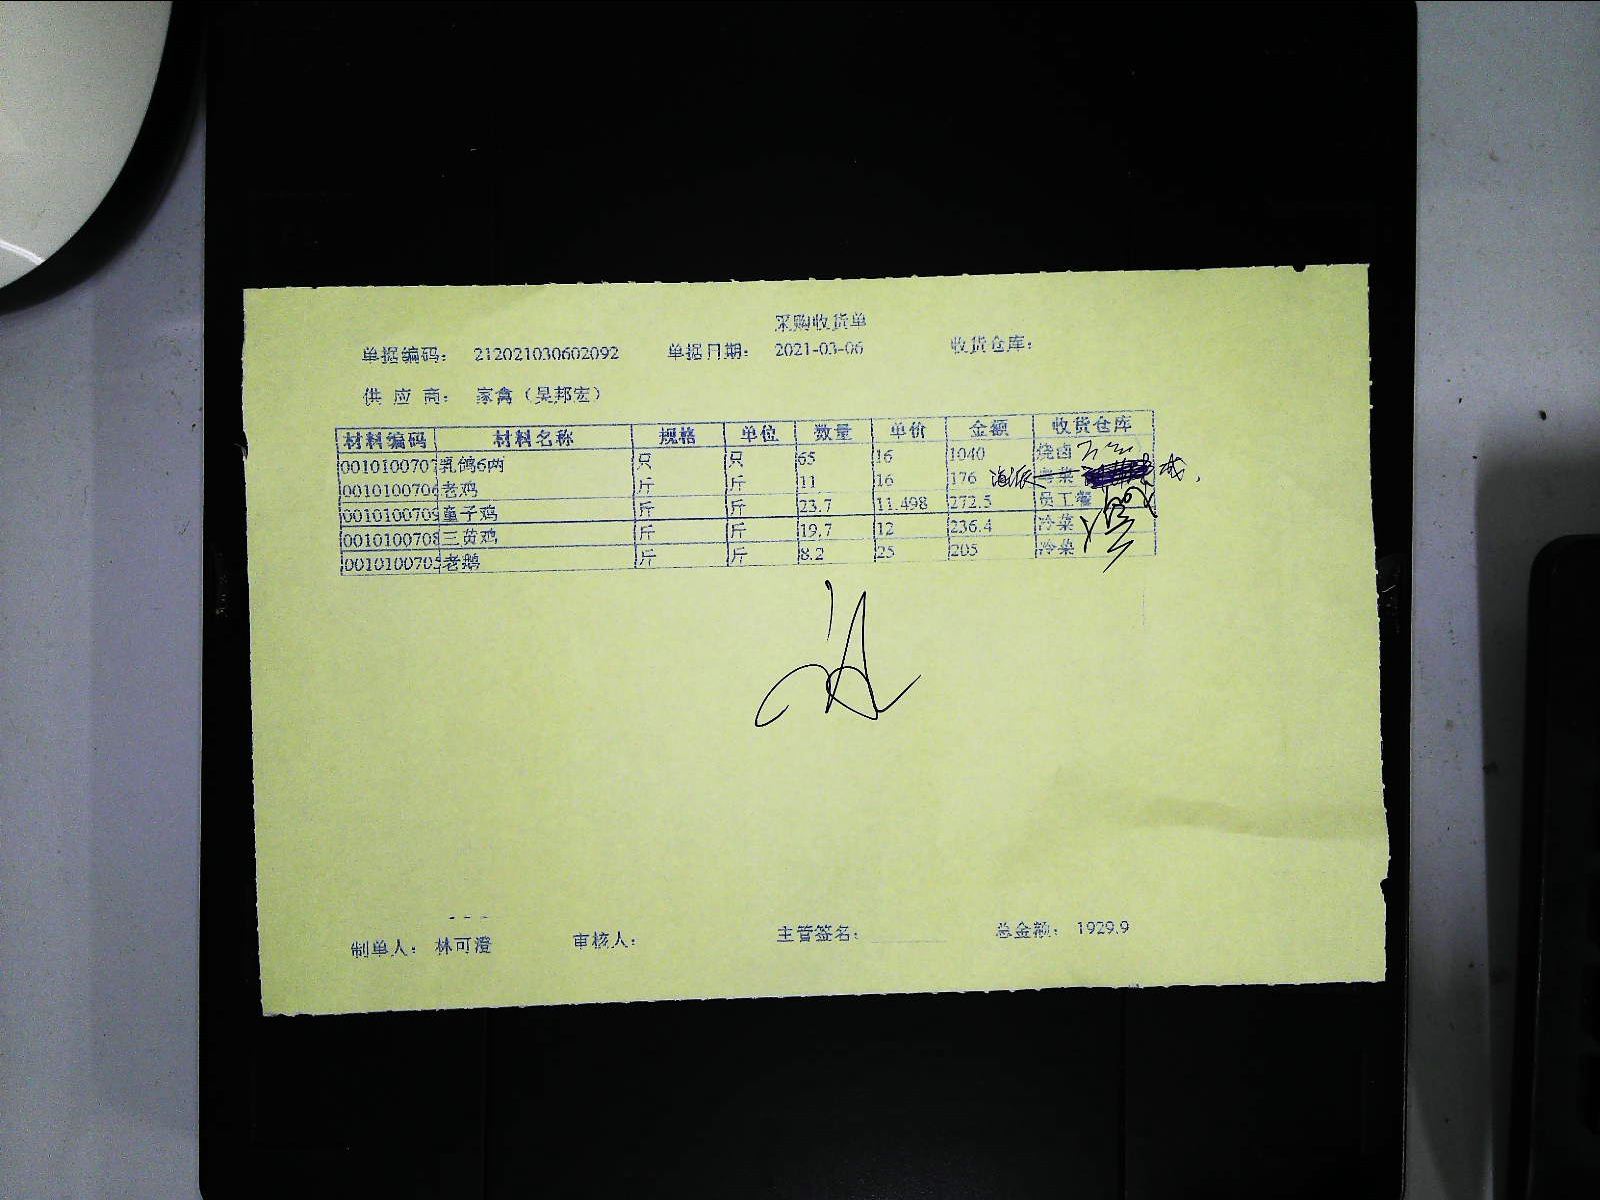 采购收货单
单据编码： 212021030602092 单据日期： 2021-03-06 收货仓库：
供 应 商： 家禽（吴邦宏）
材料编码 材料名称 规格 单位 数量 单价 金额 收货仓库
0010100707 乳鸽6两 只 只 65 16 1040 烧卤
0010100706 老鸡 斤 斤 11 16 176 海派 粤菜
0010100709 童子鸡 斤 斤 23.7 11.498 272.5 员工餐
0010100708 三黄鸡 斤 斤 19.7 12 236.4 冷菜
0010100705 老鹅 斤 斤 8.2 25 205 冷菜
制单人： 林可澄 审核人： 主管签名： 总金额： 1929.9